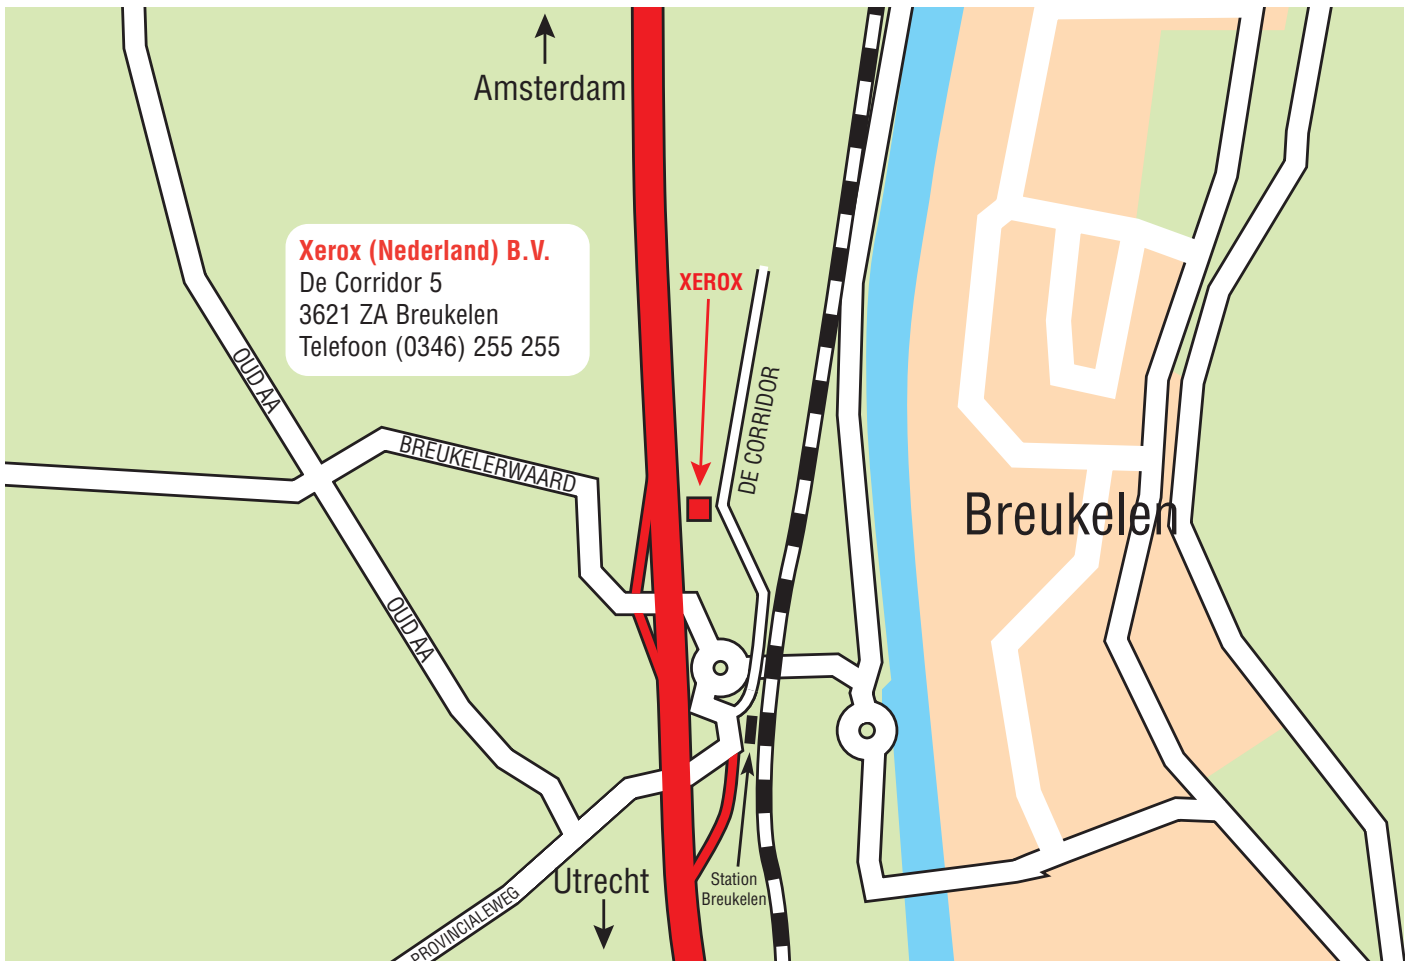 Amsterdam
Xerox (Nederland) B.V.
De Corridor 5
3621 ZA Breukelen
Telefoon (0346) 255 255
XEROX
OUD AA
DE CORRIDOR
BREUKELERWAARD
Breukelen
OUD AA
Utrecht
Station
Breukelen
PROVINCIALEWEG